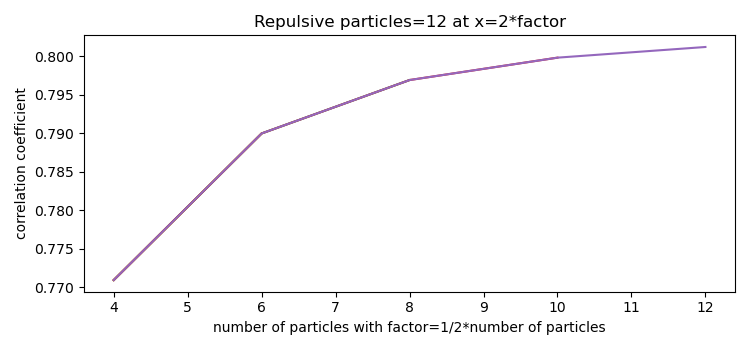 Repulsive particles=12 at x=2*factor
correlation coefficient
0.800
0.795
0.790
0.785
0.780
0.775
0.770
4 5 6 7 8 9 10 11 12
number of particles with factor=1/2*number of particles